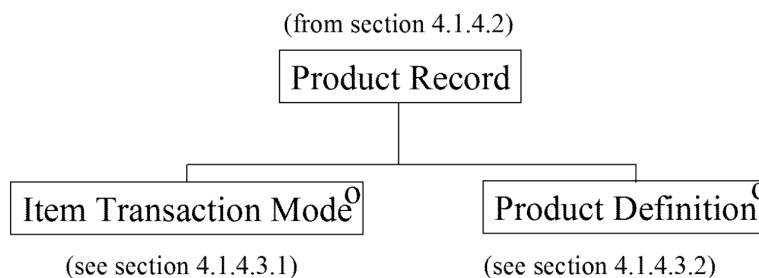 (from section 4.1.4.2)
Product Record
Item Transaction Mode o
Product Definition o
(see section 4.1.4.3.1)
(see section 4.1.4.3.2)